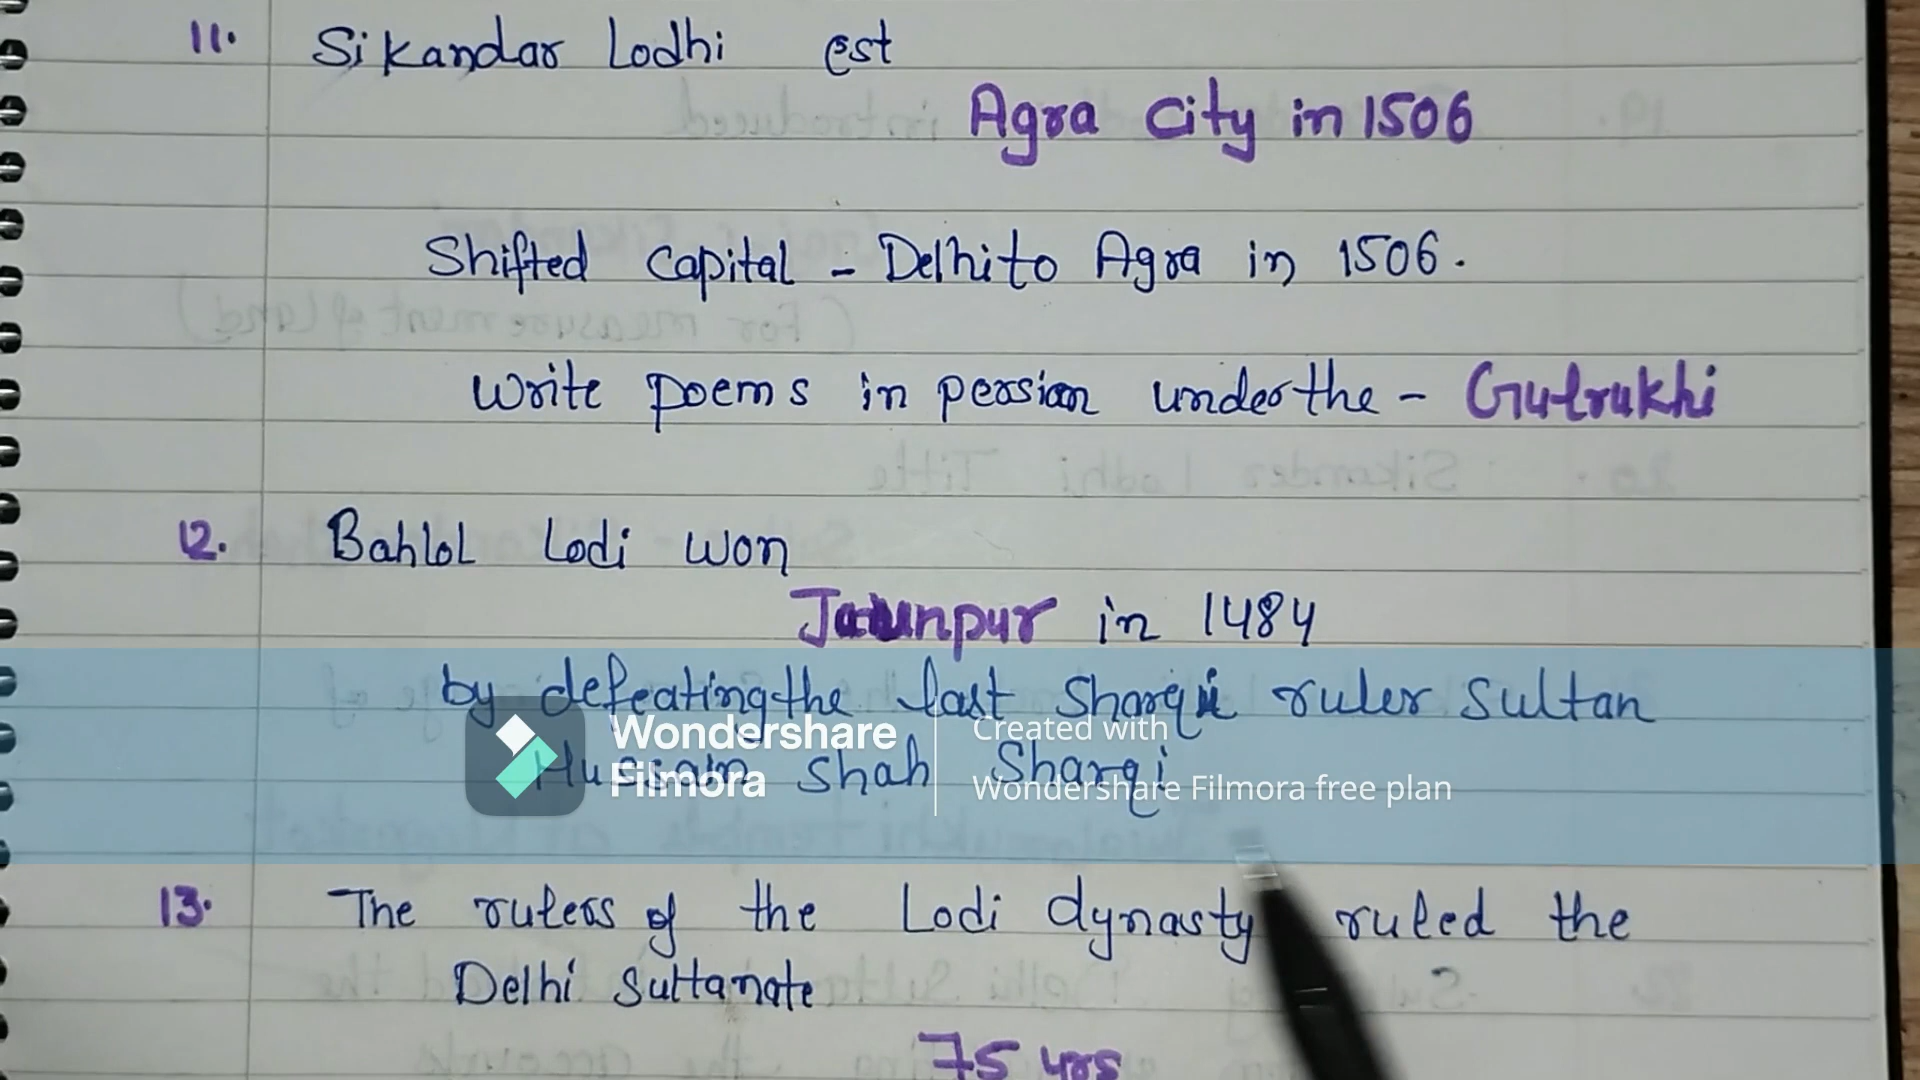 11. Sikandar Lodhi est
Agra City in 1506
Shifted Capital - Delhi to Agra in 1506.
Write poems in persian under the - Gulrukhi
12. Bahlol Lodi won
Jaunpur in 1484
by defeating the last Sharqi ruler Sultan
Hussain Shah Sharqi
Wondershare Filmora
Created with
Wondershare Filmora free plan
13. The rulers of the Lodi dynasty ruled the
Delhi Sultanate
75 yrs